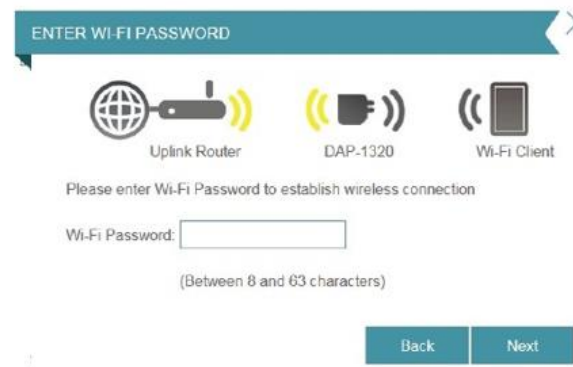 ENTER WI-FI PASSWORD
Uplink Router DAP-1320 Wi-Fi Client
Please enter Wi-Fi Password to establish wireless connection
Wi-Fi Password:
(Between 8 and 63 characters)
Back Next